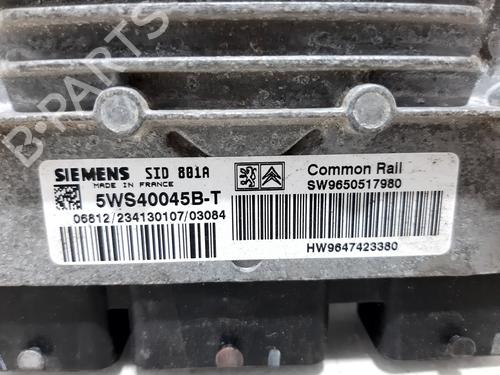 B-PARTS
SIEMENS SID 801A
MADE IN FRANCE
5WS40045B-T
06812/234130107/03084
Common Rail
SW9650517980
HW9647423380